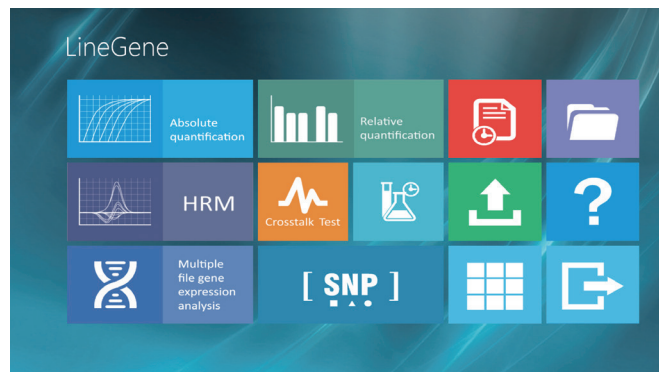 LineGene
Absolute
quantification
Relative
quantification
HRM
Crosstalk Test
?
Multiple
file gene
expression
analysis
[ SNP ]